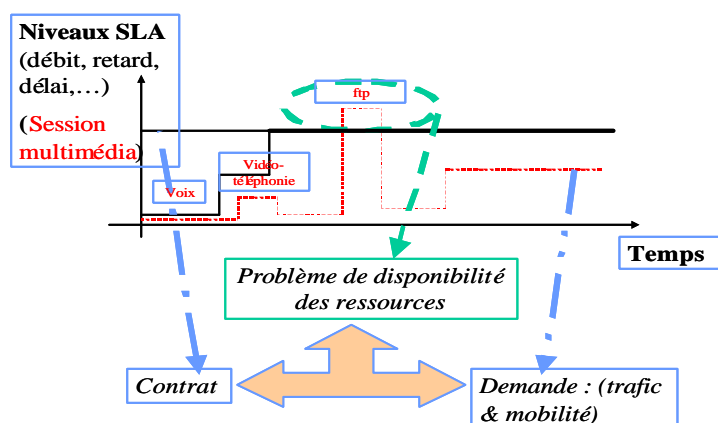 Niveaux SLA
(débit, retard,
délai,…)
(Session
multimédia)
ftp
Vidéo-
téléphonie
Voix
Temps
Problème de disponibilité
des ressources
Contrat
Demande : (trafic
& mobilité)